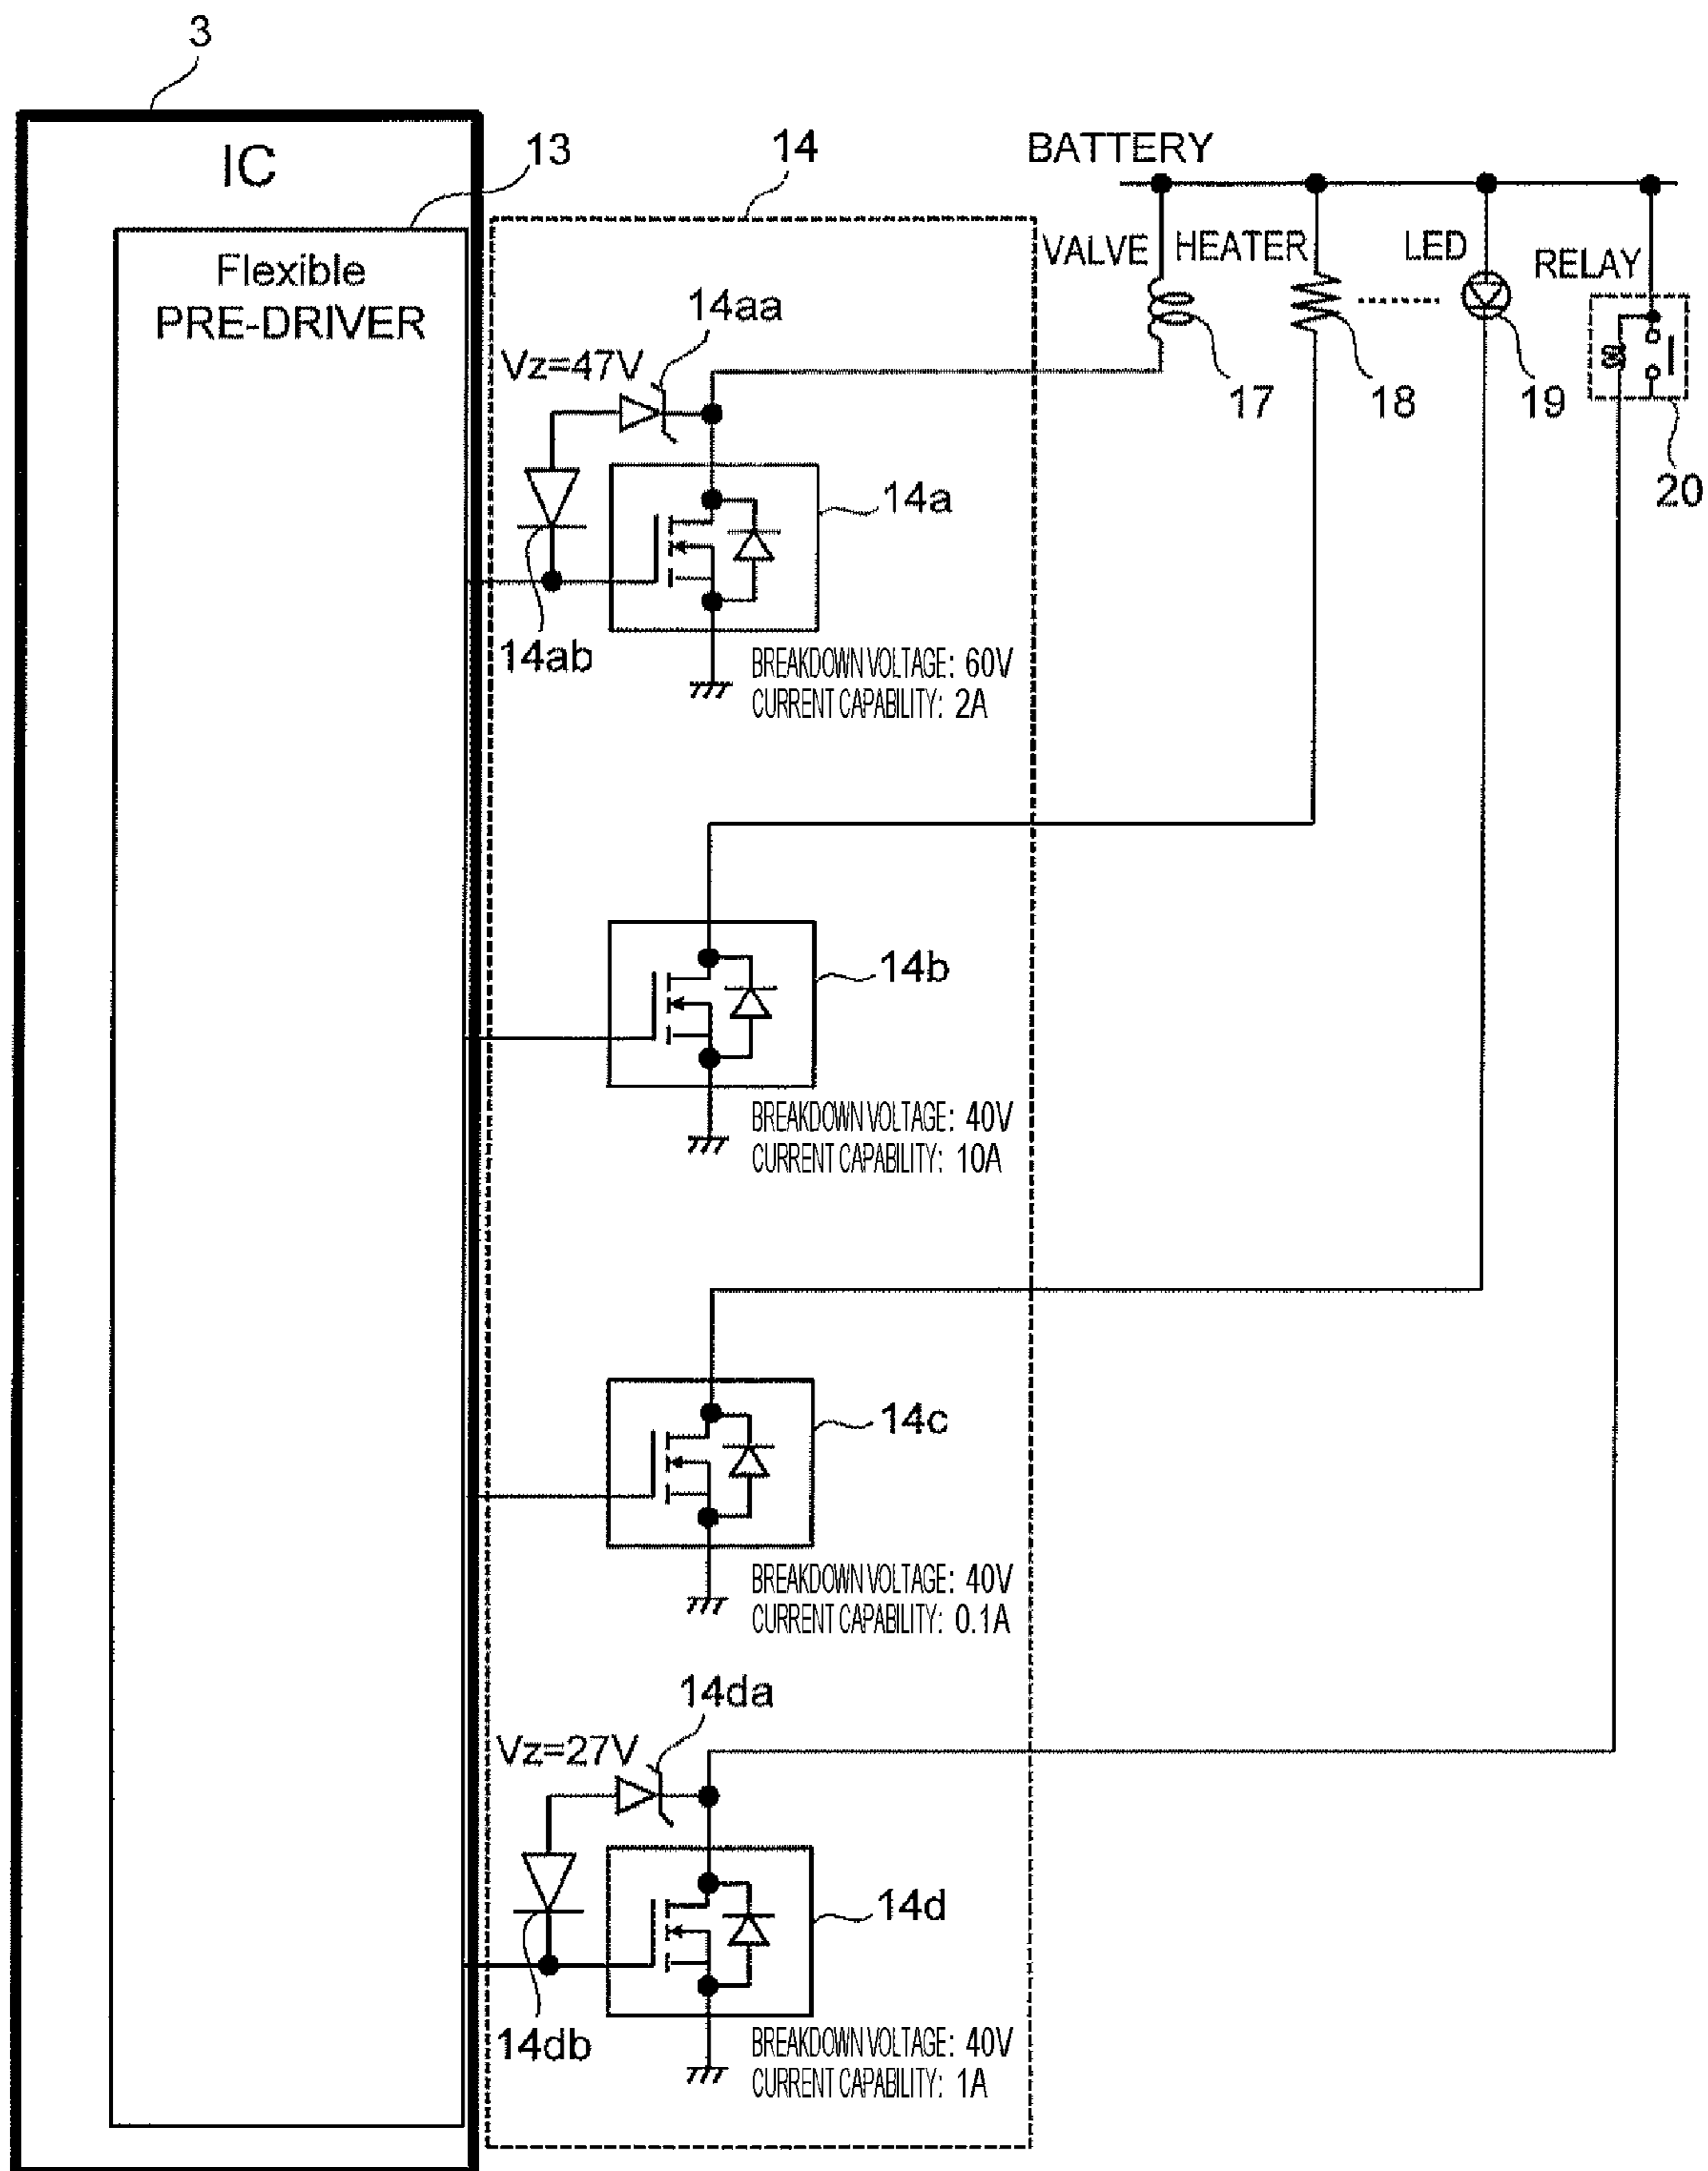 3
IC
13
14
BATTERY
Flexible
PRE-DRIVER
VALVE
HEATER
LED
RELAY
14aa
Vz=47V
17
18
19
20
14a
14ab
BREAKDOWN VOLTAGE: 60V
CURRENT CAPABILITY: 2A
14b
BREAKDOWN VOLTAGE: 40V
CURRENT CAPABILITY: 10A
14c
BREAKDOWN VOLTAGE: 40V
CURRENT CAPABILITY: 0.1A
14da
Vz=27V
14d
14db
BREAKDOWN VOLTAGE: 40V
CURRENT CAPABILITY: 1A